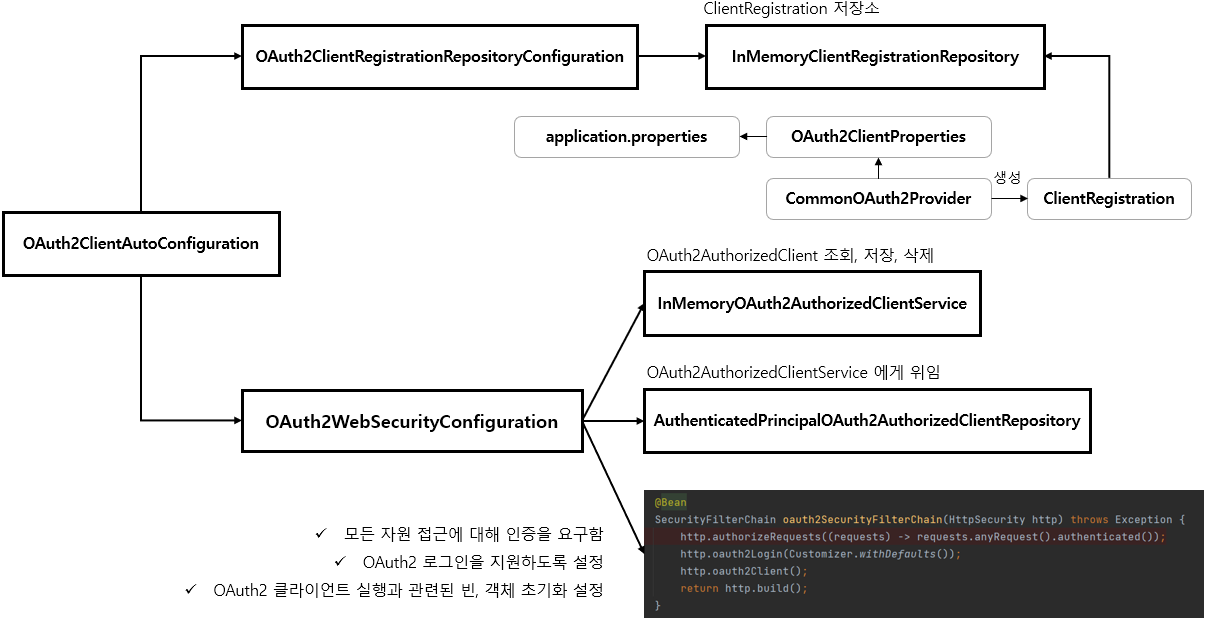 ClientRegistration 저장소
OAuth2ClientRegistrationRepositoryConfiguration
InMemoryClientRegistrationRepository
application.properties
OAuth2ClientProperties
생성
CommonOAuth2Provider
ClientRegistration
OAuth2ClientAutoConfiguration
OAuth2AuthorizedClient 조회, 저장, 삭제
InMemoryOAuth2AuthorizedClientService
OAuth2AuthorizedClientService 에게 위임
OAuth2WebSecurityConfiguration
AuthenticatedPrincipalOAuth2AuthorizedClientRepository
✓ 모든 자원 접근에 대해 인증을 요구함
✓ OAuth2 로그인을 지원하도록 설정
✓ OAuth2 클라이언트 실행과 관련된 빈, 객체 초기화 설정
@Bean
SecurityFilterChain oauth2SecurityFilterChain(HttpSecurity http) throws Exception {
http.authorizeRequests((requests) -> requests.anyRequest().authenticated());
http.oauth2Login(Customizer.withDefaults());
http.oauth2Client();
return http.build();
}